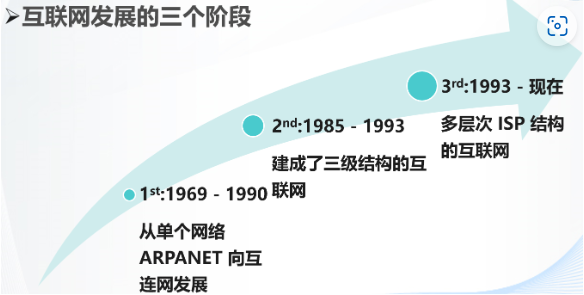 ➢互联网发展的三个阶段
3rd:1993 - 现在
多层次 ISP 结构
的互联网
2nd:1985 - 1993
建成了三级结构的互
联网
1st:1969 - 1990
从单个网络
ARPANET 向互
连网发展